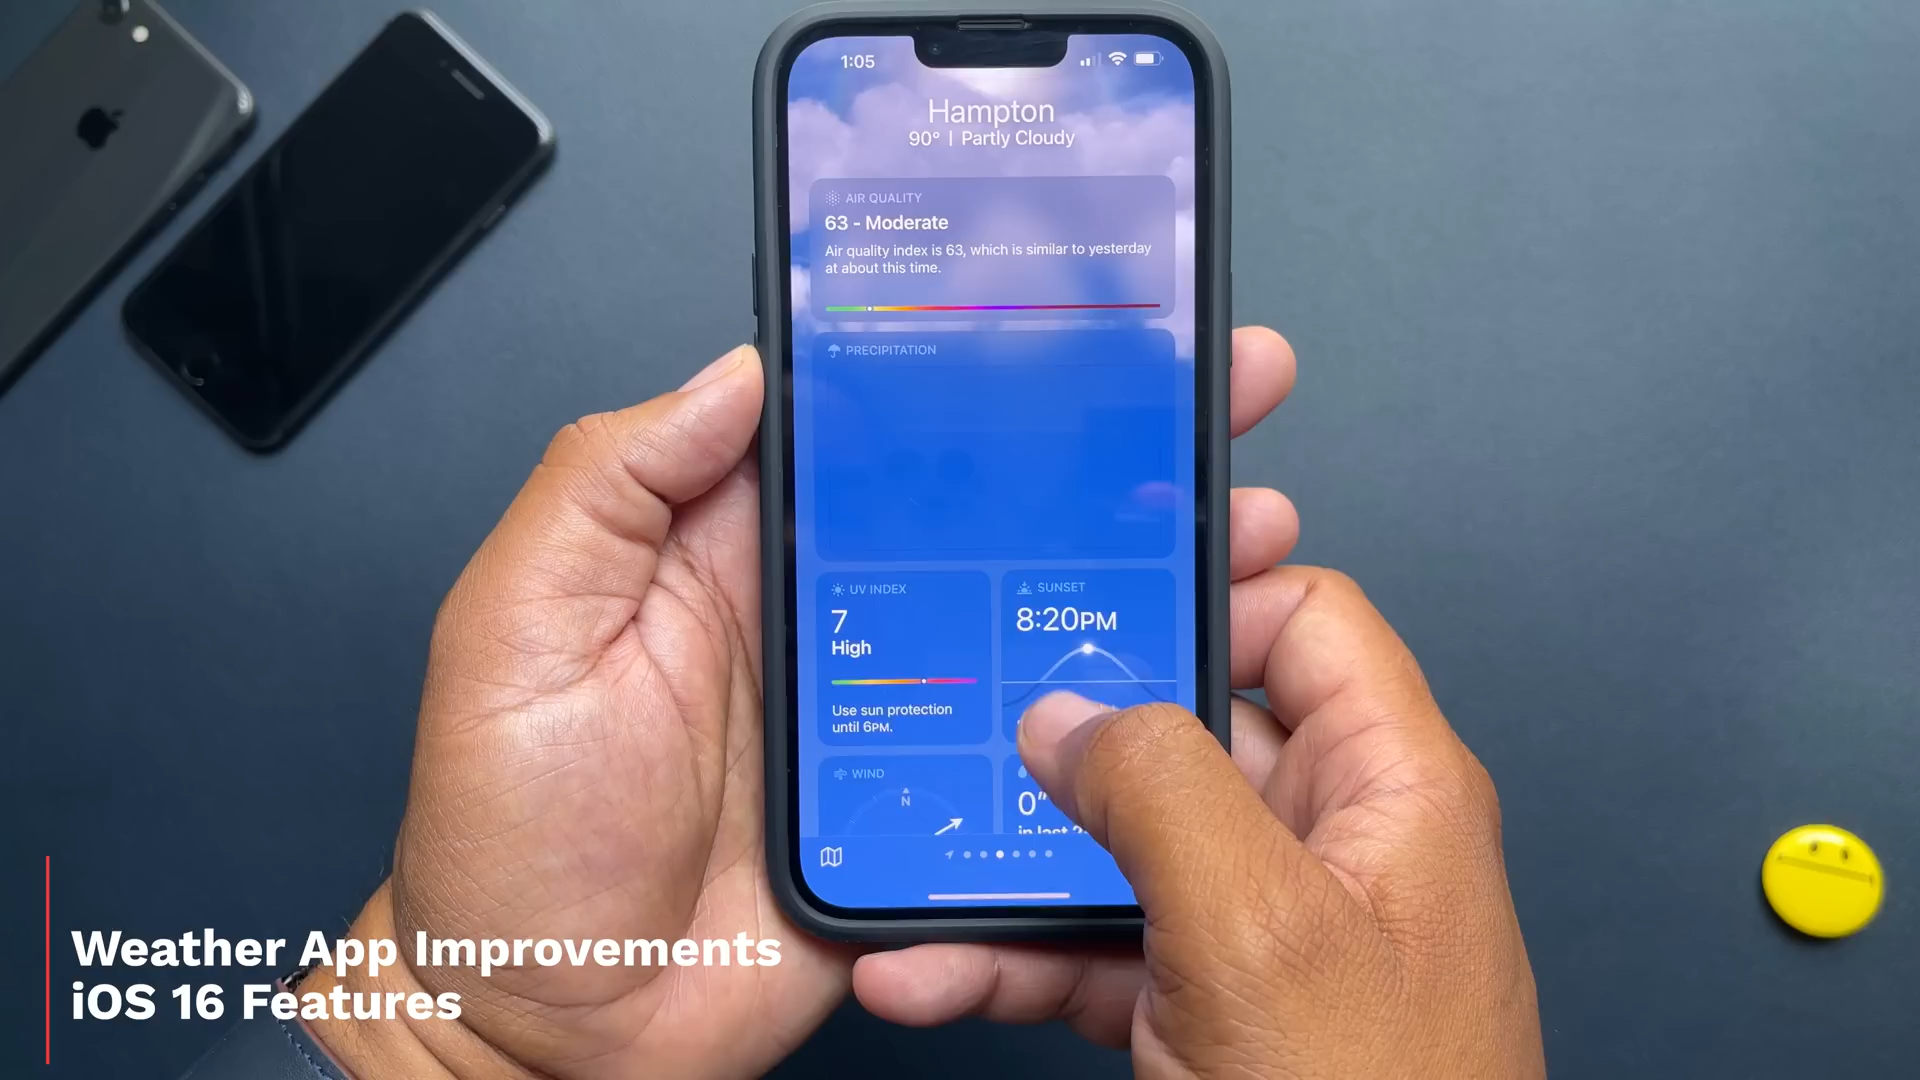 1:05
Hampton
90° | Partly Cloudy
AIR QUALITY
63 - Moderate
Air quality index is 63, which is similar to yesterday
at about this time.
PRECIPITATION
UV INDEX
7
High
Use sun protection
until 6PM.
SUNSET
8:20PM
WIND
N
0"
in last
Weather App Improvements
iOS 16 Features